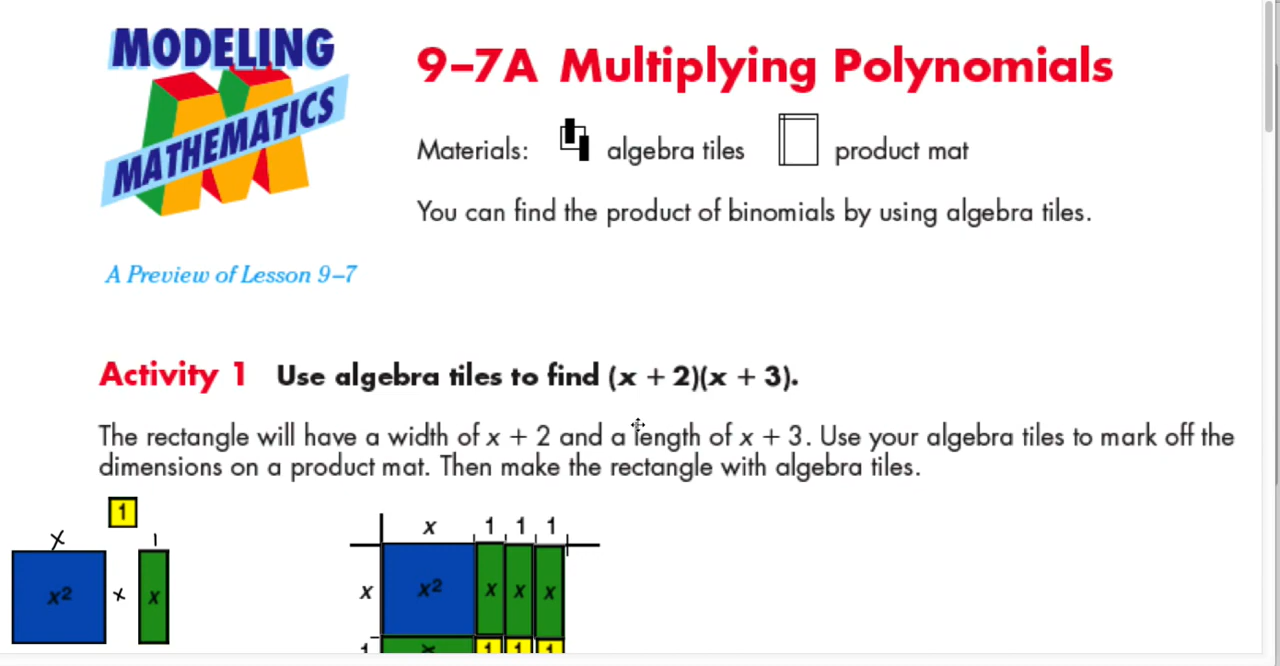 MODELING
MATHEMATICS
9–7A Multiplying Polynomials
Materials: algebra tiles product mat
You can find the product of binomials by using algebra tiles.
A Preview of Lesson 9–7
Activity 1 Use algebra tiles to find (x + 2)(x + 3).
The rectangle will have a width of x + 2 and a length of x + 3. Use your algebra tiles to mark off the
dimensions on a product mat. Then make the rectangle with algebra tiles.
1
x 1
x² x x
x 1 1 1
x x² x x x
1 x 1 1 1